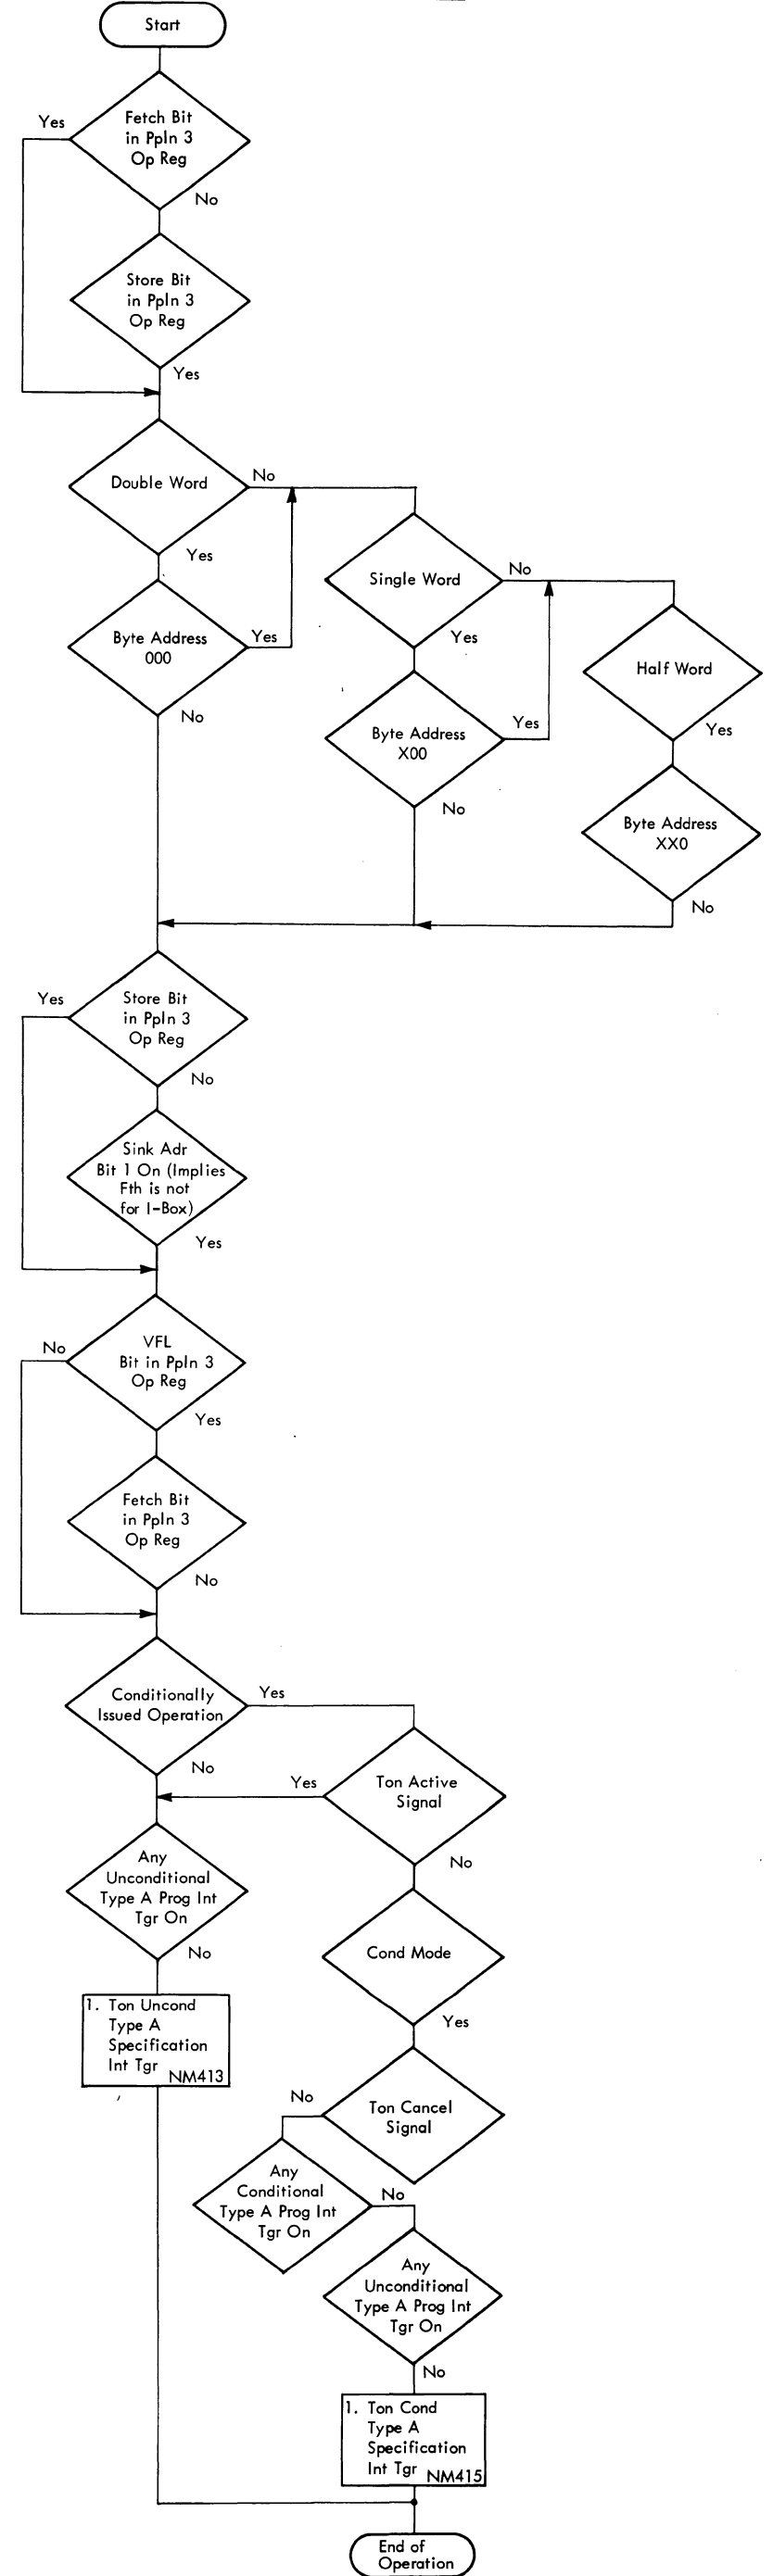 Start
Yes
Fetch Bit
in Ppln 3
Op Reg
No
Store Bit
in Ppln 3
Op Reg
Yes
Double Word
No
Yes
Single Word
No
Yes
Byte Address
000
Yes
No
Half Word
Yes
Byte Address
X00
Yes
No
Byte Address
XX0
No
Yes
Store Bit
in Ppln 3
Op Reg
No
Sink Adr
Bit 1 On (Implies
Fth is not
for I-Box)
Yes
No
VFL
Bit in Ppln 3
Op Reg
Yes
Fetch Bit
in Ppln 3
Op Reg
No
Conditionally
Issued Operation
Yes
No
Yes
Ton Active
Signal
No
Any
Unconditional
Type A Prog Int
Tgr On
No
Cond Mode
Yes
1. Ton Uncond
Type A
Specification
Int Tgr
NM413
No
Ton Cancel
Signal
Any
Conditional
Type A Prog Int
Tgr On
No
Any
Unconditional
Type A Prog Int
Tgr On
No
1. Ton Cond
Type A
Specification
Int Tgr
NM415
End of
Operation